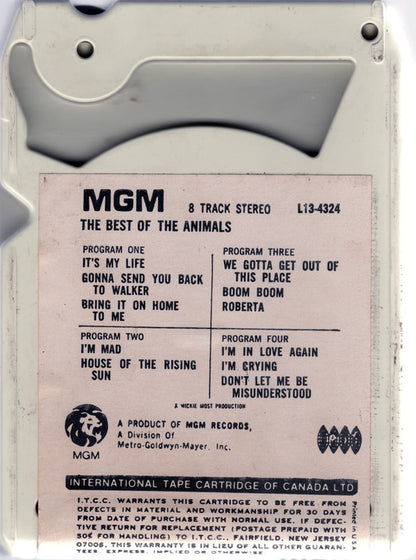 MGM 8 TRACK STEREO L13-4324
THE BEST OF THE ANIMALS
PROGRAM ONE
IT'S MY LIFE
GONNA SEND YOU BACK
TO WALKER
BRING IT ON HOME
TO ME
PROGRAM THREE
WE GOTTA GET OUT OF
THIS PLACE
BOOM BOOM
ROBERTA
PROGRAM TWO
I'M MAD
HOUSE OF THE RISING
SUN
PROGRAM FOUR
I'M IN LOVE AGAIN
I'M CRYING
DON'T LET ME BE
MISUNDERSTOOD
A MICKIE MOST PRODUCTION
MGM
A PRODUCT OF MGM RECORDS,
A Division Of
Metro-Goldwyn-Mayer, Inc.
INTERNATIONAL TAPE CARTRIDGE OF CANADA LTD
I.T.C.C. WARRANTS THIS CARTRIDGE TO BE FREE FROM
DEFECTS IN MATERIAL AND WORKMANSHIP FOR 30 DAYS
FROM DATE OF PURCHASE WITH NORMAL USE. IF DEFEC-
TIVE RETURN FOR REPLACEMENT (POSTAGE PREPAID WITH
50¢ FOR HANDLING) TO I.T.C.C., FAIRFIELD, NEW JERSEY
07006. THIS WARRANTY IS IN LIEU OF ALL OTHER GUARAN-
TEES, EXPRESS, IMPLIED OR OTHERWISE
Printed in U S A